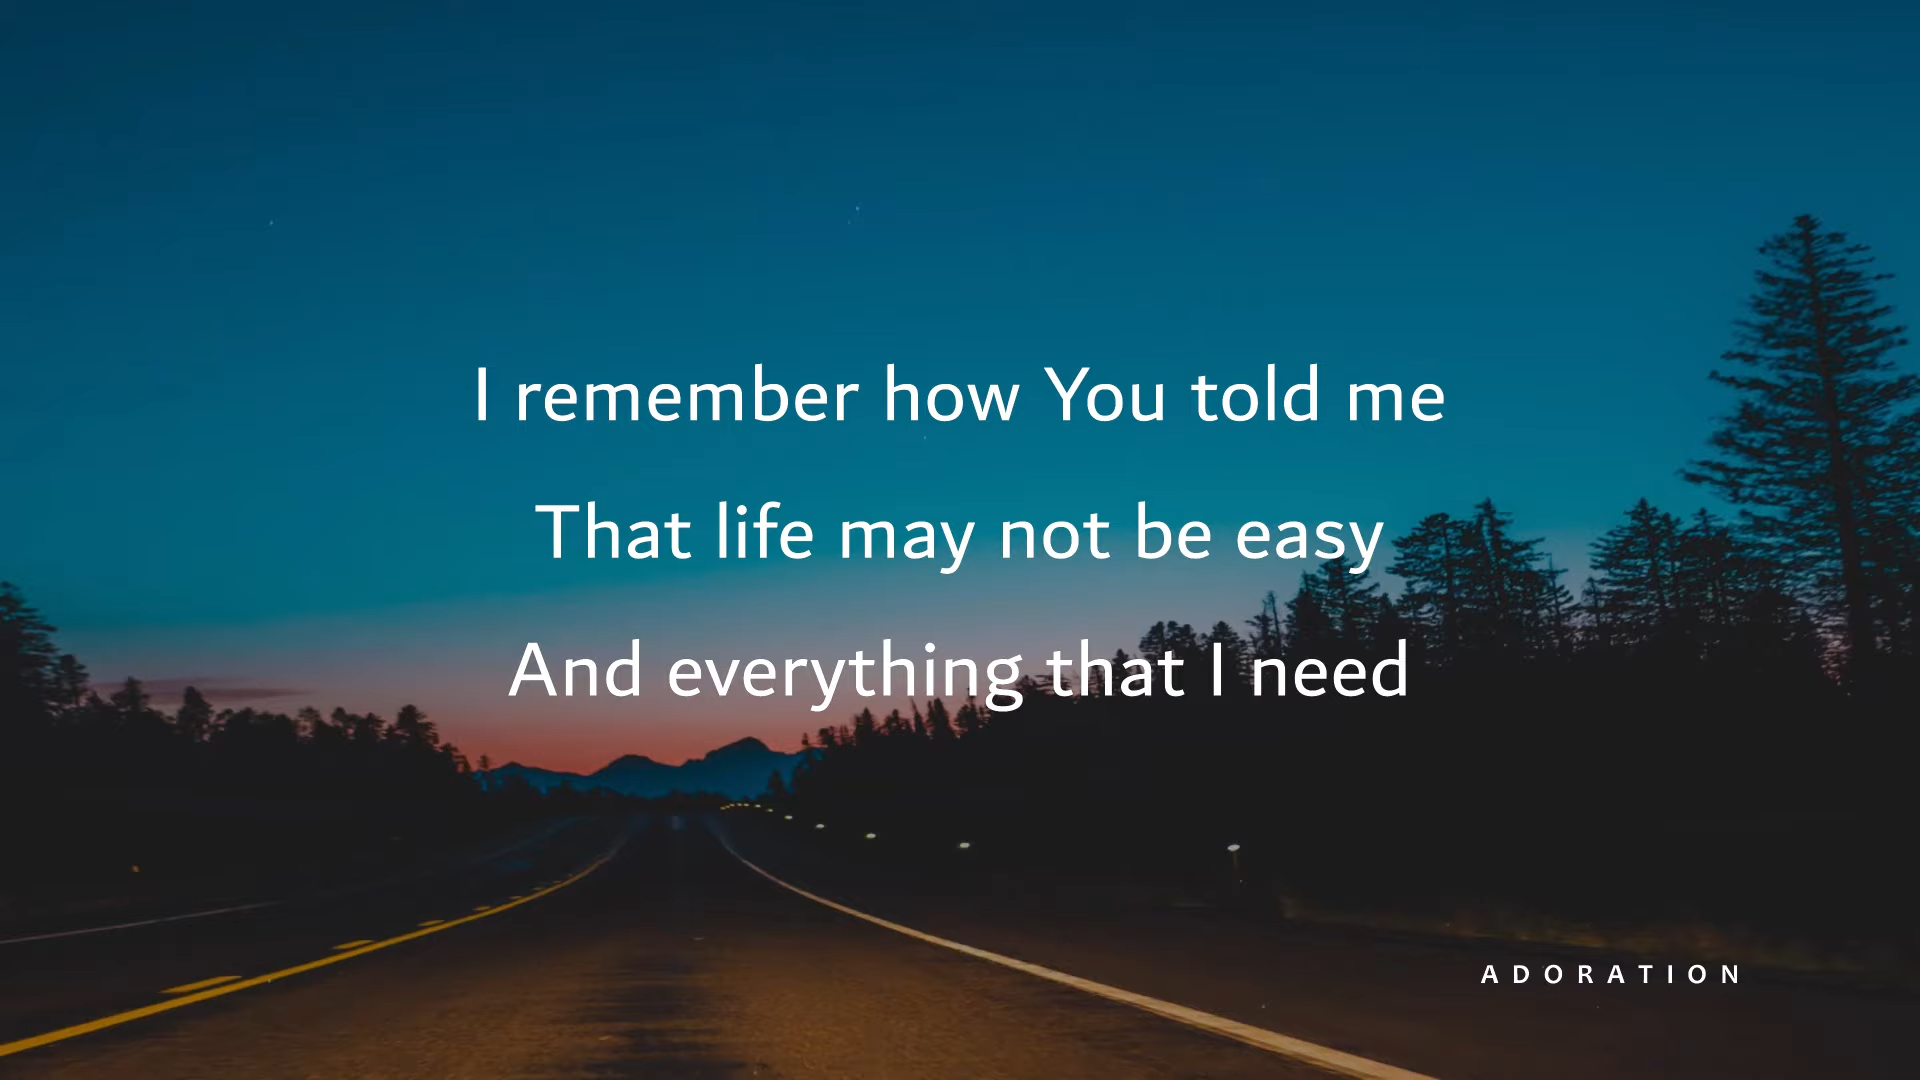 I remember how You told me
That life may not be easy
And everything that I need
ADORATION